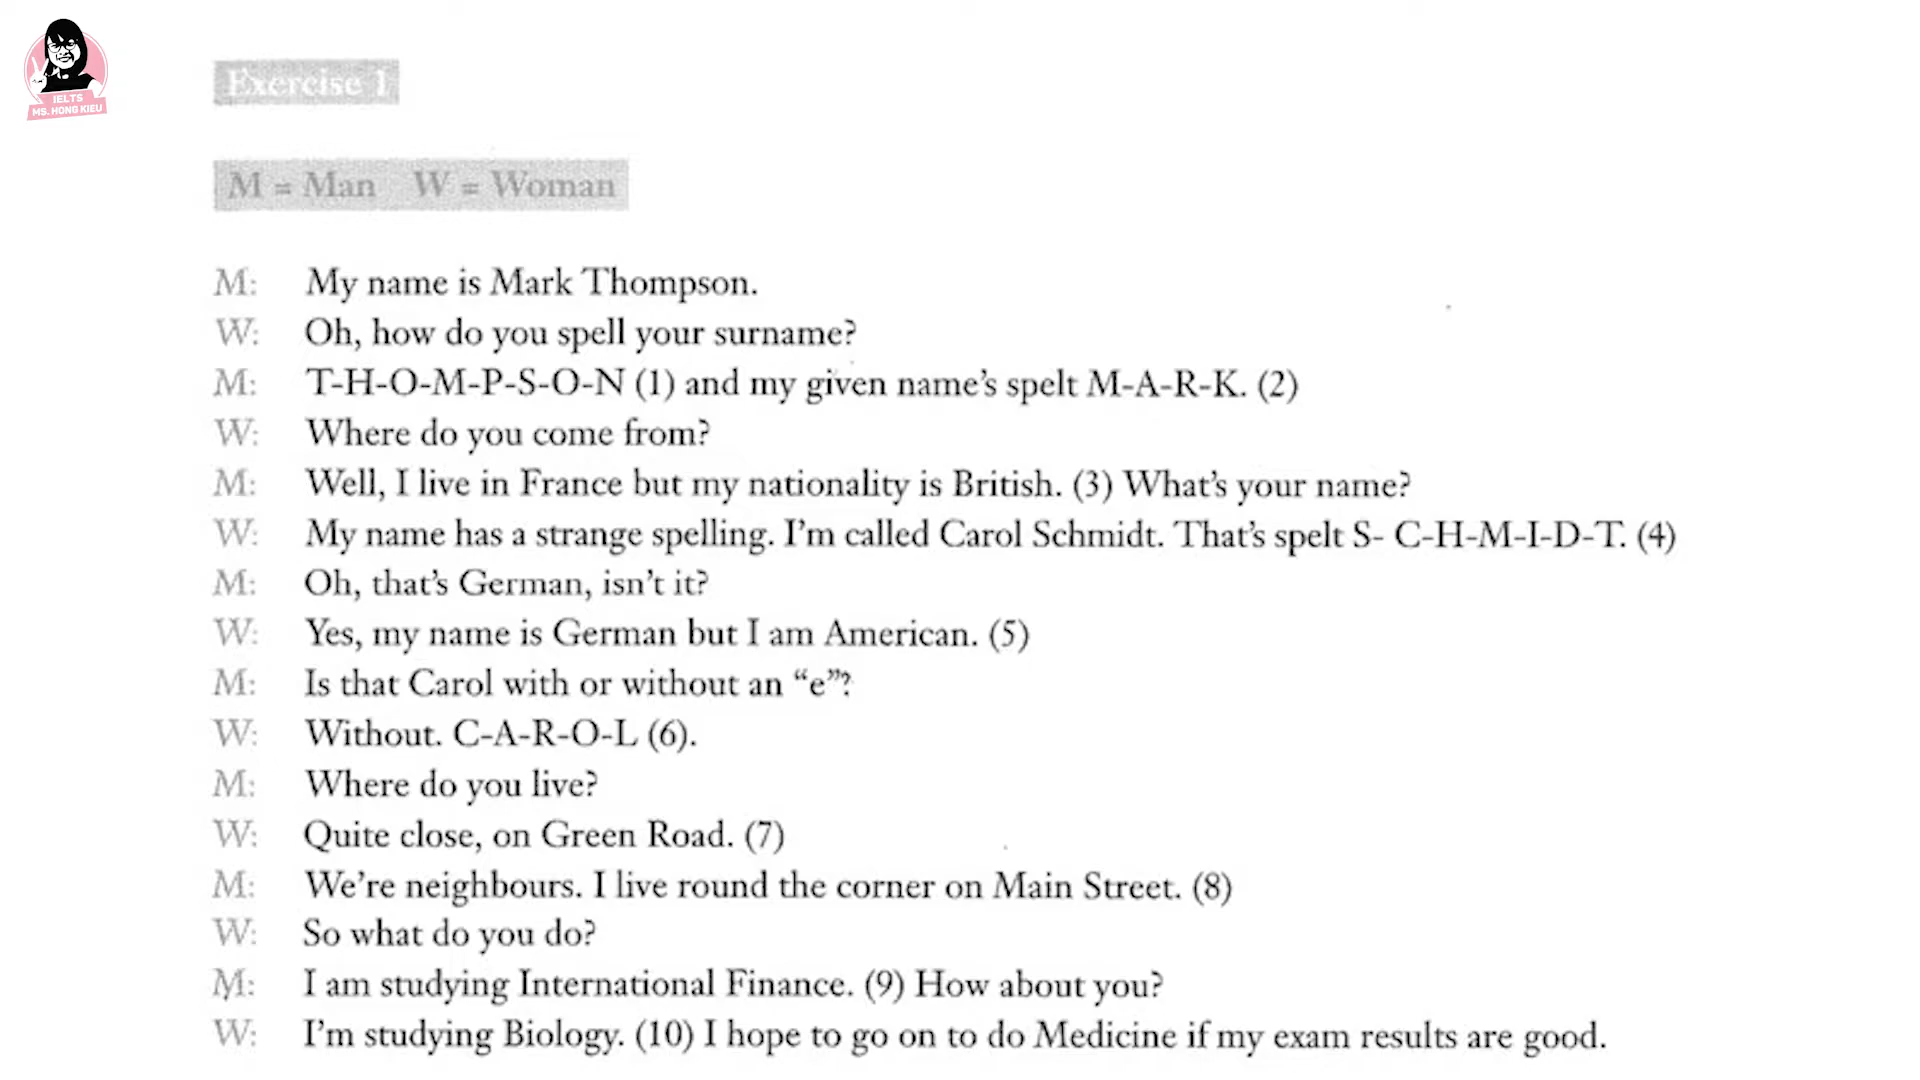 IELTS
MS. HONG KIEU
Exercise 1
M = Man W = Woman
M: My name is Mark Thompson.
W: Oh, how do you spell your surname?
M: T-H-O-M-P-S-O-N (1) and my given name's spelt M-A-R-K. (2)
W: Where do you come from?
M: Well, I live in France but my nationality is British. (3) What's your name?
W: My name has a strange spelling. I'm called Carol Schmidt. That's spelt S- C-H-M-I-D-T. (4)
M: Oh, that's German, isn't it?
W: Yes, my name is German but I am American. (5)
M: Is that Carol with or without an “e”?
W: Without. C-A-R-O-L (6).
M: Where do you live?
W: Quite close, on Green Road. (7)
M: We're neighbours. I live round the corner on Main Street. (8)
W: So what do you do?
M: I am studying International Finance. (9) How about you?
W: I'm studying Biology. (10) I hope to go on to do Medicine if my exam results are good.